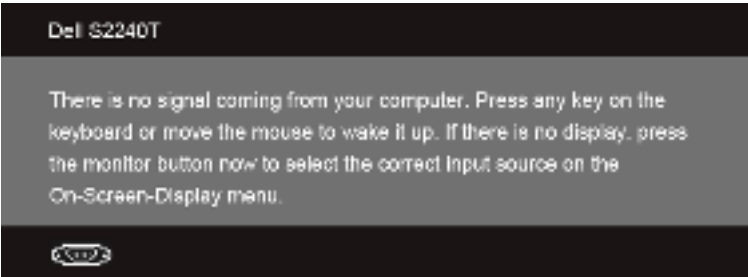 Dell S2240T
There is no signal coming from your computer. Press any key on the
keyboard or move the mouse to wake it up. If there is no display, press
the monitor button now to select the correct input source on the
On-Screen-Display menu.